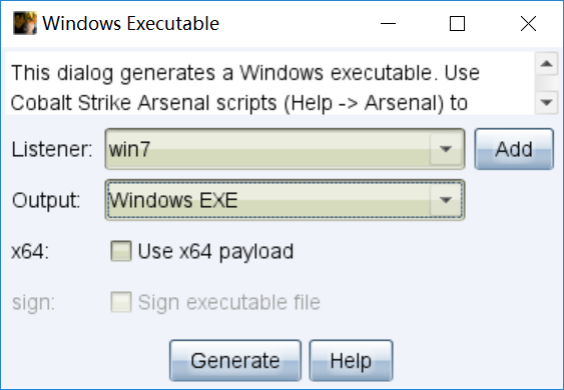 Windows Executable
This dialog generates a Windows executable. Use
Cobalt Strike Arsenal scripts (Help -> Arsenal) to
Listener: win7 Add
Output: Windows EXE
x64: Use x64 payload
sign: Sign executable file
Generate Help